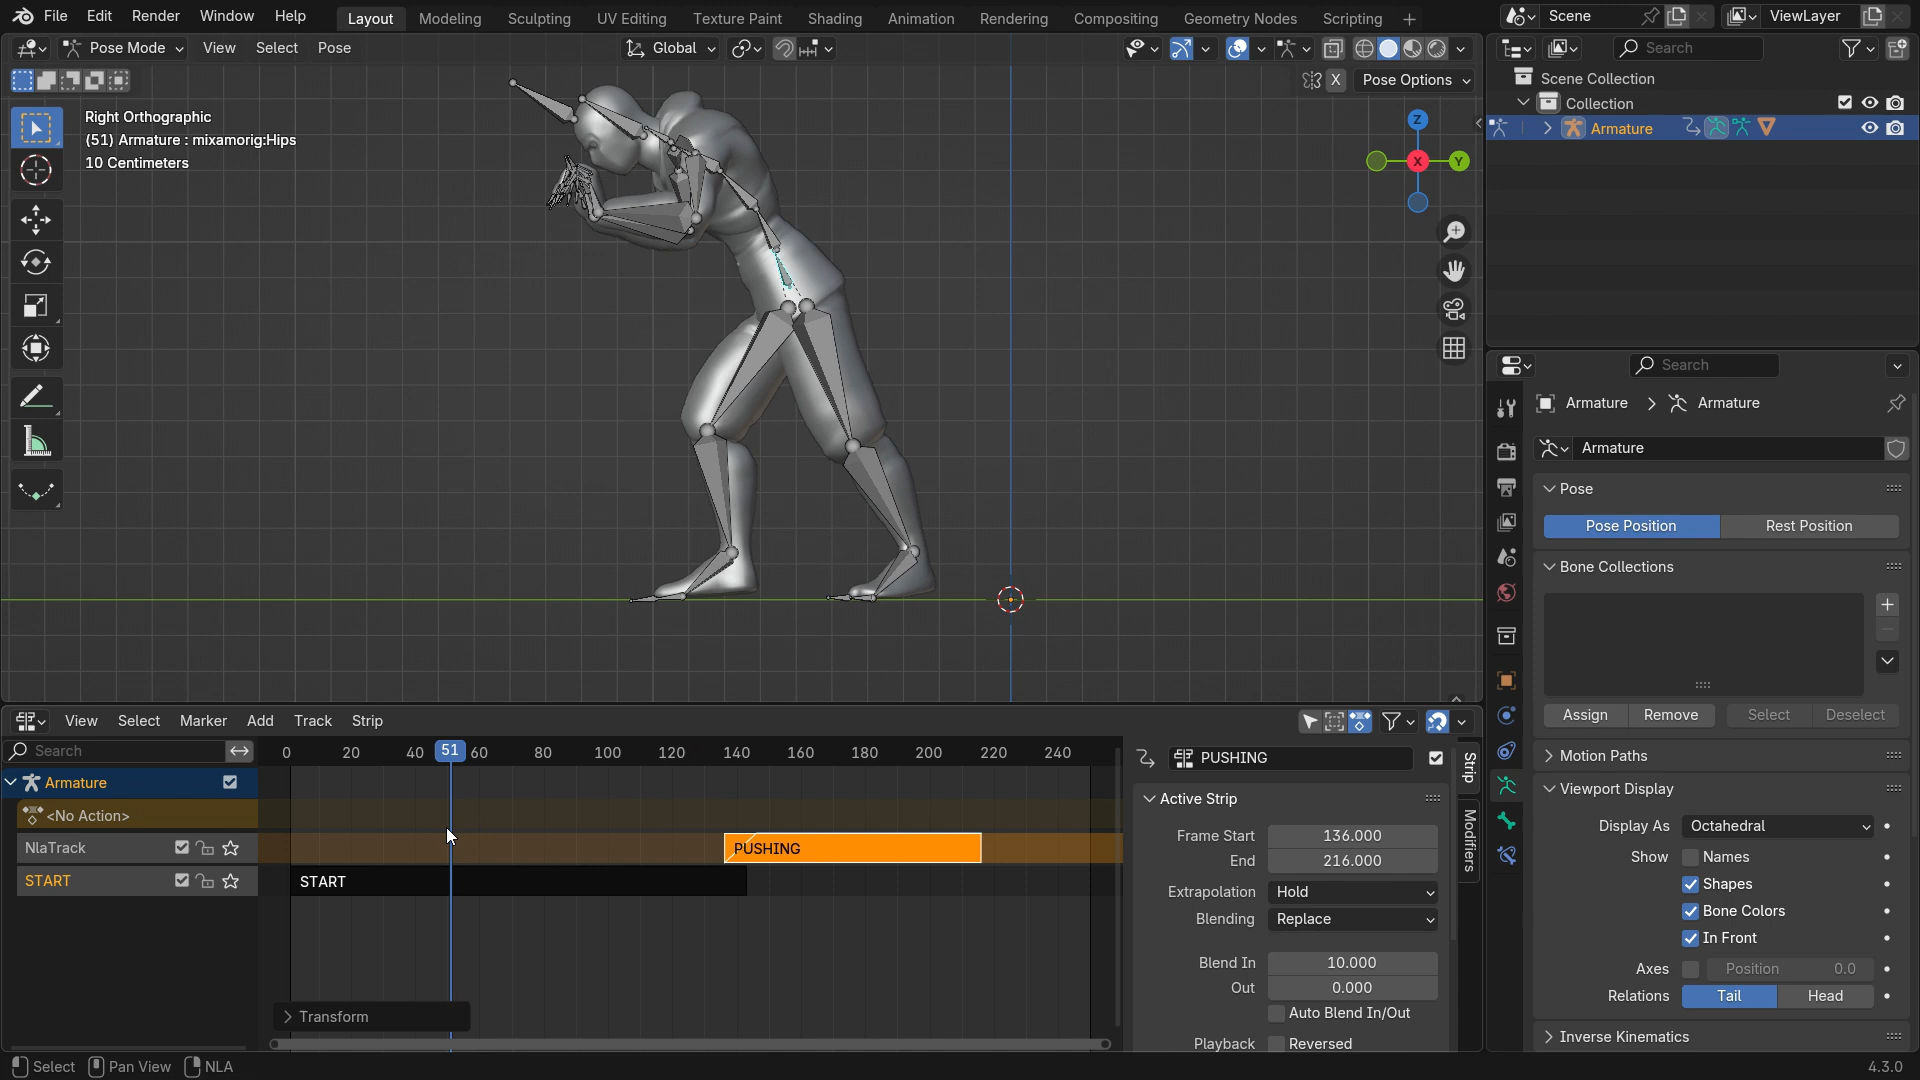 File Edit Render Window Help
Layout Modeling Sculpting UV Editing Texture Paint Shading Animation Rendering Compositing Geometry Nodes Scripting +
Scene
ViewLayer
Pose Mode View Select Pose
Global
Search
X Pose Options
Scene Collection
Collection
Armature
Right Orthographic
(51) Armature : mixamorig:Hips
10 Centimeters
Z
X
Y
Search
Armature > Armature
Armature
Pose
Pose Position Rest Position
Bone Collections
Assign Remove Select Deselect
Motion Paths
Viewport Display
Display As Octahedral
Show Names
Shapes
Bone Colors
In Front
Axes Position 0.0
Relations Tail Head
Inverse Kinematics
View Select Marker Add Track Strip
Search
0 20 40 51 60 80 100 120 140 160 180 200 220 240
Armature
<No Action>
NlaTrack
PUSHING
START
START
Transform
PUSHING
Strip
Modifiers
Active Strip
Frame Start 136.000
End 216.000
Extrapolation Hold
Blending Replace
Blend In 10.000
Out 0.000
Auto Blend In/Out
Playback Reversed
Select Pan View NLA
4.3.0